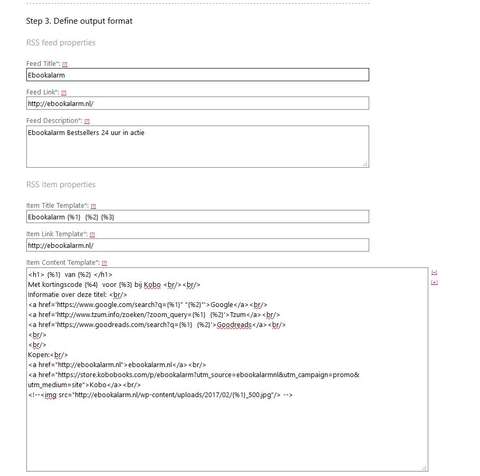 Step 3. Define output format
RSS feed properties
Feed Title*: [?]
Ebookalarm
Feed Link*: [?]
http://ebookalarm.nl/
Feed Description*: [?]
Ebookalarm Bestsellers 24 uur in actie
RSS item properties
Item Title Template*: [?]
Ebookalarm {%1} {%2} {%3}
Item Link Template*: [?]
http://ebookalarm.nl/
Item Content Template*: [?]
<h1> {%1} van {%2} </h1>
Met kortingscode {%4} voor {%3} bij Kobo <br/><br/>
Informatie over deze titel: <br/>
<a href='https://www.google.com/search?q={%1}" "{%2}"'>Google</a><br/>
<a href='http://www.tzum.info/zoeken/?zoom_query={%1} {%2}'>Tzum</a><br/>
<a href='https://www.goodreads.com/search?q={%1} {%2}'>Goodreads</a><br/>
<br/>
<br/>
Kopen:<br/>
<a href="http://ebookalarm.nl">ebookalarm.nl</a><br/>
<a href="https://store.kobobooks.com/p/ebookalarm?utm_source=ebookalarmnl&utm_campaign=promo&
utm_medium=site">Kobo</a><br/>
<!--<img src="http://ebookalarm.nl/wp-content/uploads/2017/02/{%1}_500.jpg"/> -->